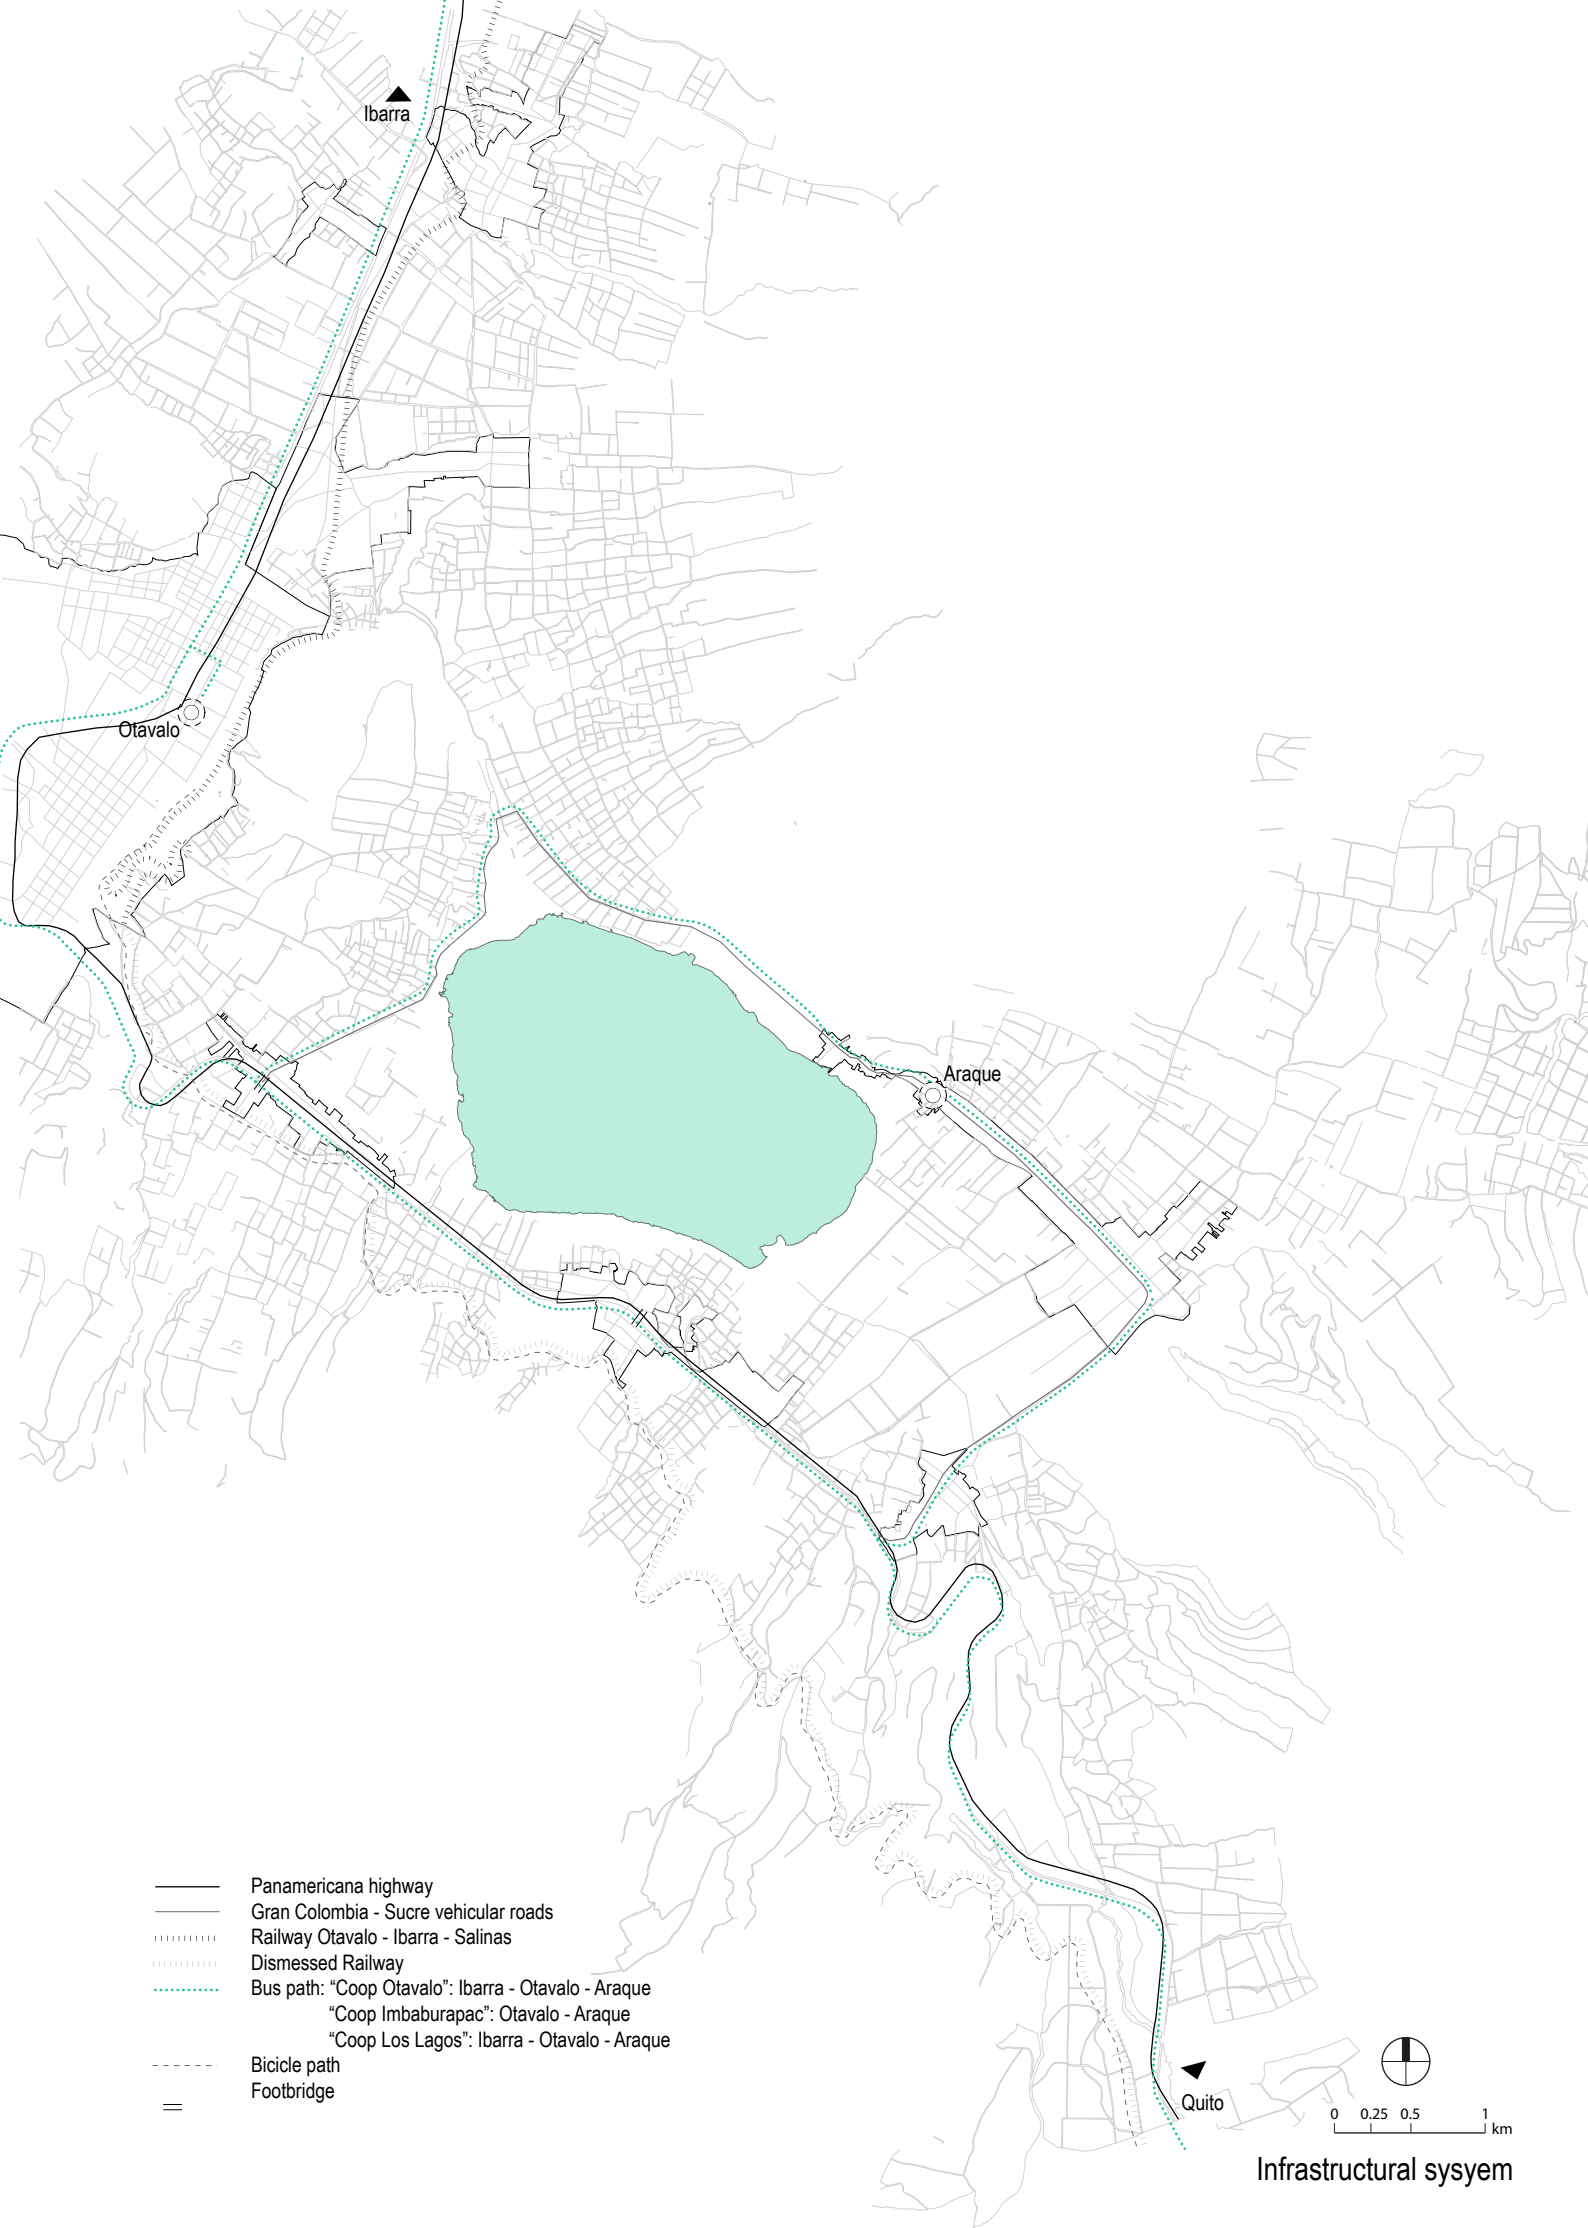 Ibarra
Otavalo
Araque
Panamericana highway
Gran Colombia - Sucre vehicular roads
Railway Otavalo - Ibarra - Salinas
Dismessed Railway
Bus path: “Coop Otavalo”: Ibarra - Otavalo - Araque
“Coop Imbaburapac”: Otavalo - Araque
“Coop Los Lagos”: Ibarra - Otavalo - Araque
Bicicle path
Footbridge
Quito
0 0.25 0.5 1
km
Infrastructural sysyem